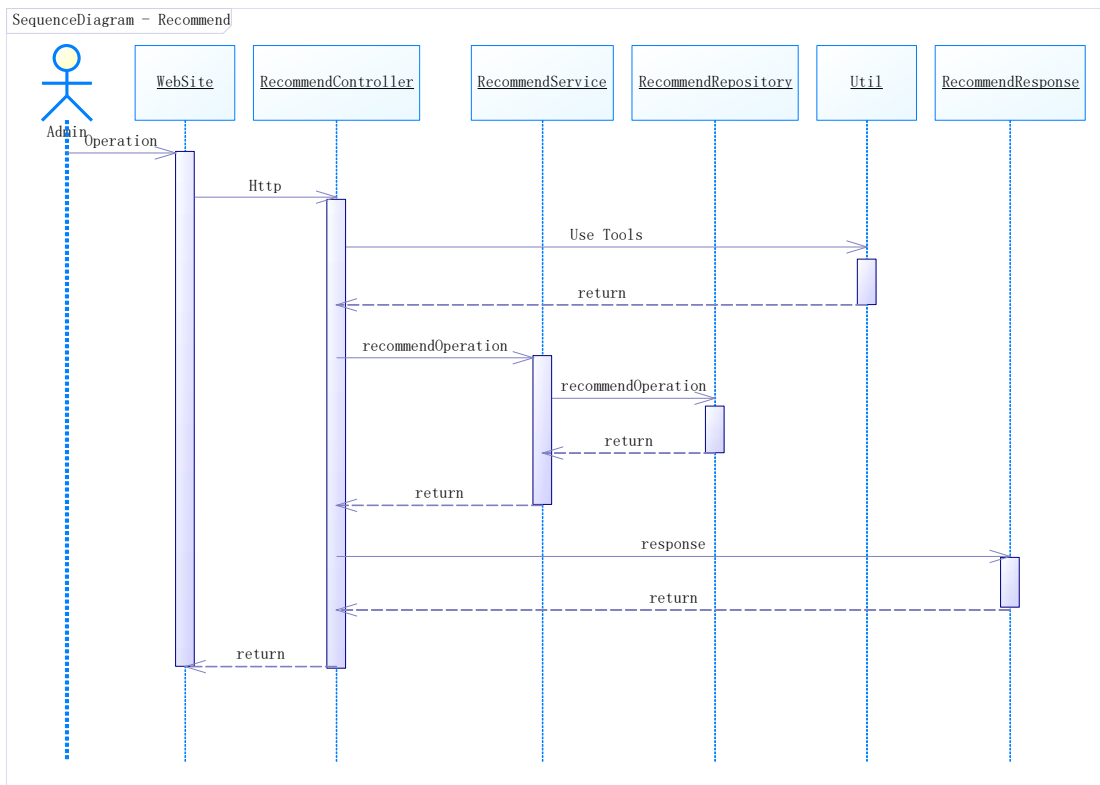 SequenceDiagram - Recommend
WebSite
RecommendController
RecommendService
RecommendRepository
Util
RecommendResponse
Admin
Operation
Http
Use Tools
return
recommendOperation
recommendOperation
return
return
response
return
return